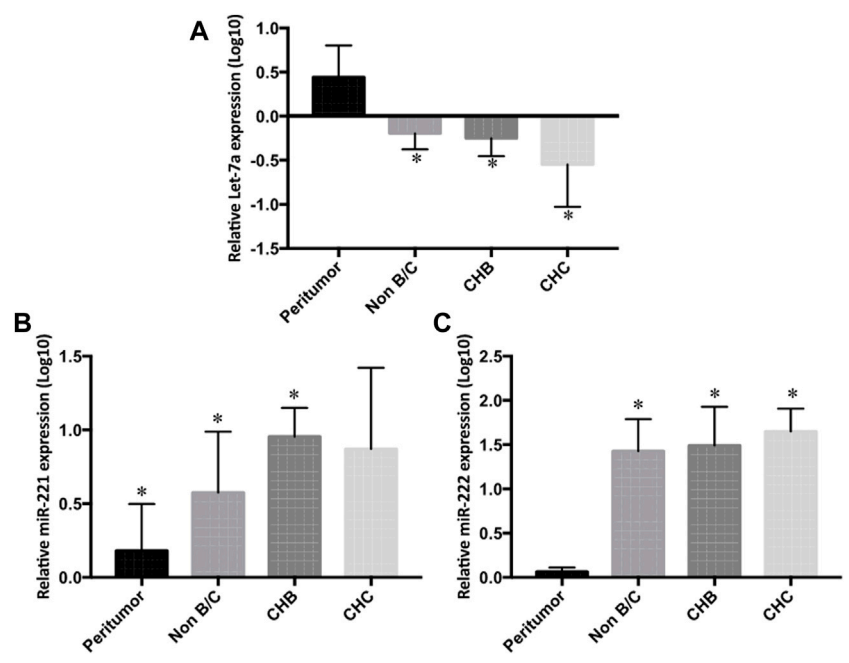 A
Relative Let-7a expression (Log10)
1.0
0.5
0.0
-0.5
-1.0
-1.5
*
*
*
Peritumor
Non B/C
CHB
CHC
B
Relative miR-221 expression (Log10)
1.5
1.0
0.5
0.0
*
*
*
Peritumor
Non B/C
CHB
CHC
C
Relative miR-222 expression (Log10)
2.5
2.0
1.5
1.0
0.5
0.0
*
*
*
Peritumor
Non B/C
CHB
CHC